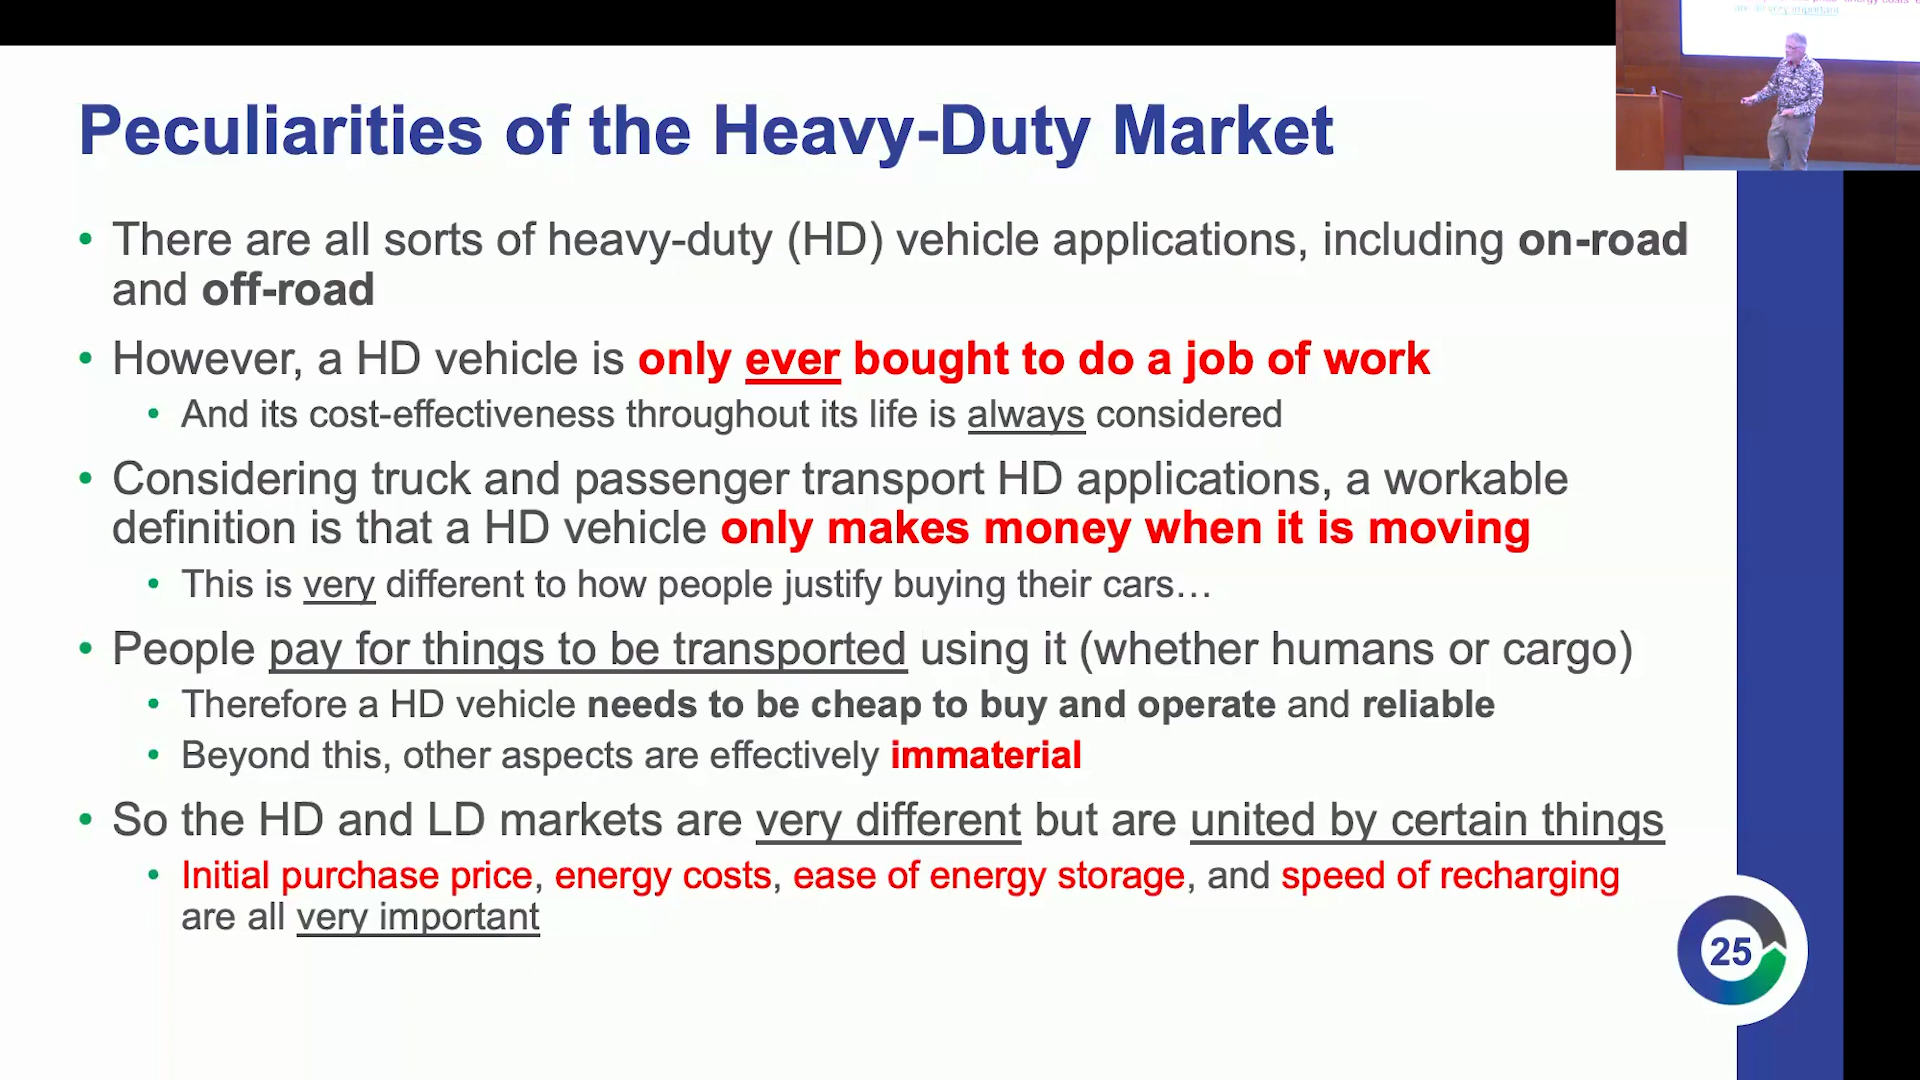 Peculiarities of the Heavy-Duty Market
• There are all sorts of heavy-duty (HD) vehicle applications, including on-road
and off-road
• However, a HD vehicle is only ever bought to do a job of work
• And its cost-effectiveness throughout its life is always considered
• Considering truck and passenger transport HD applications, a workable
definition is that a HD vehicle only makes money when it is moving
• This is very different to how people justify buying their cars…
• People pay for things to be transported using it (whether humans or cargo)
• Therefore a HD vehicle needs to be cheap to buy and operate and reliable
• Beyond this, other aspects are effectively immaterial
• So the HD and LD markets are very different but are united by certain things
• Initial purchase price, energy costs, ease of energy storage, and speed of recharging
are all very important
25
are all very important